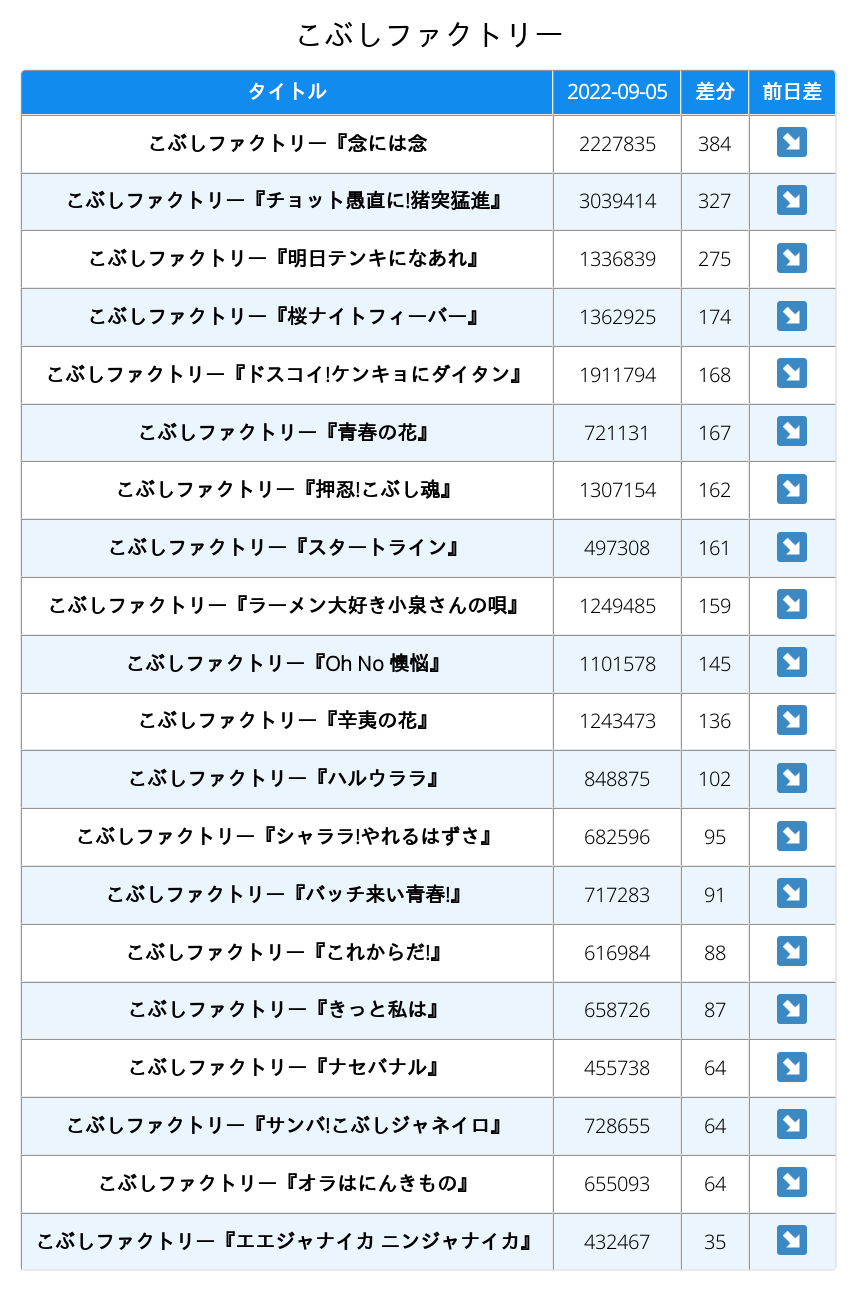 こぶしファクトリー
タイトル 2022-09-05 差分 前日差
こぶしファクトリー『念には念 2227835 384 ↘
こぶしファクトリー『チョット愚直に!猪突猛進』 3039414 327 ↘
こぶしファクトリー『明日テンキになあれ』 1336839 275 ↘
こぶしファクトリー『桜ナイトフィーバー』 1362925 174 ↘
こぶしファクトリー『ドスコイ!ケンキョにダイタン』 1911794 168 ↘
こぶしファクトリー『青春の花』 721131 167 ↘
こぶしファクトリー『押忍!こぶし魂』 1307154 162 ↘
こぶしファクトリー『スタートライン』 497308 161 ↘
こぶしファクトリー『ラーメン大好き小泉さんの唄』 1249485 159 ↘
こぶしファクトリー『Oh No 懊悩』 1101578 145 ↘
こぶしファクトリー『辛夷の花』 1243473 136 ↘
こぶしファクトリー『ハルウララ』 848875 102 ↘
こぶしファクトリー『シャララ!やれるはずさ』 682596 95 ↘
こぶしファクトリー『バッチ来い青春!』 717283 91 ↘
こぶしファクトリー『これからだ!』 616984 88 ↘
こぶしファクトリー『きっと私は』 658726 87 ↘
こぶしファクトリー『ナセバナル』 455738 64 ↘
こぶしファクトリー『サンバ!こぶしジャネイロ』 728655 64 ↘
こぶしファクトリー『オラはにんきもの』 655093 64 ↘
こぶしファクトリー『エエジャナイカ ニンジャナイカ』 432467 35 ↘